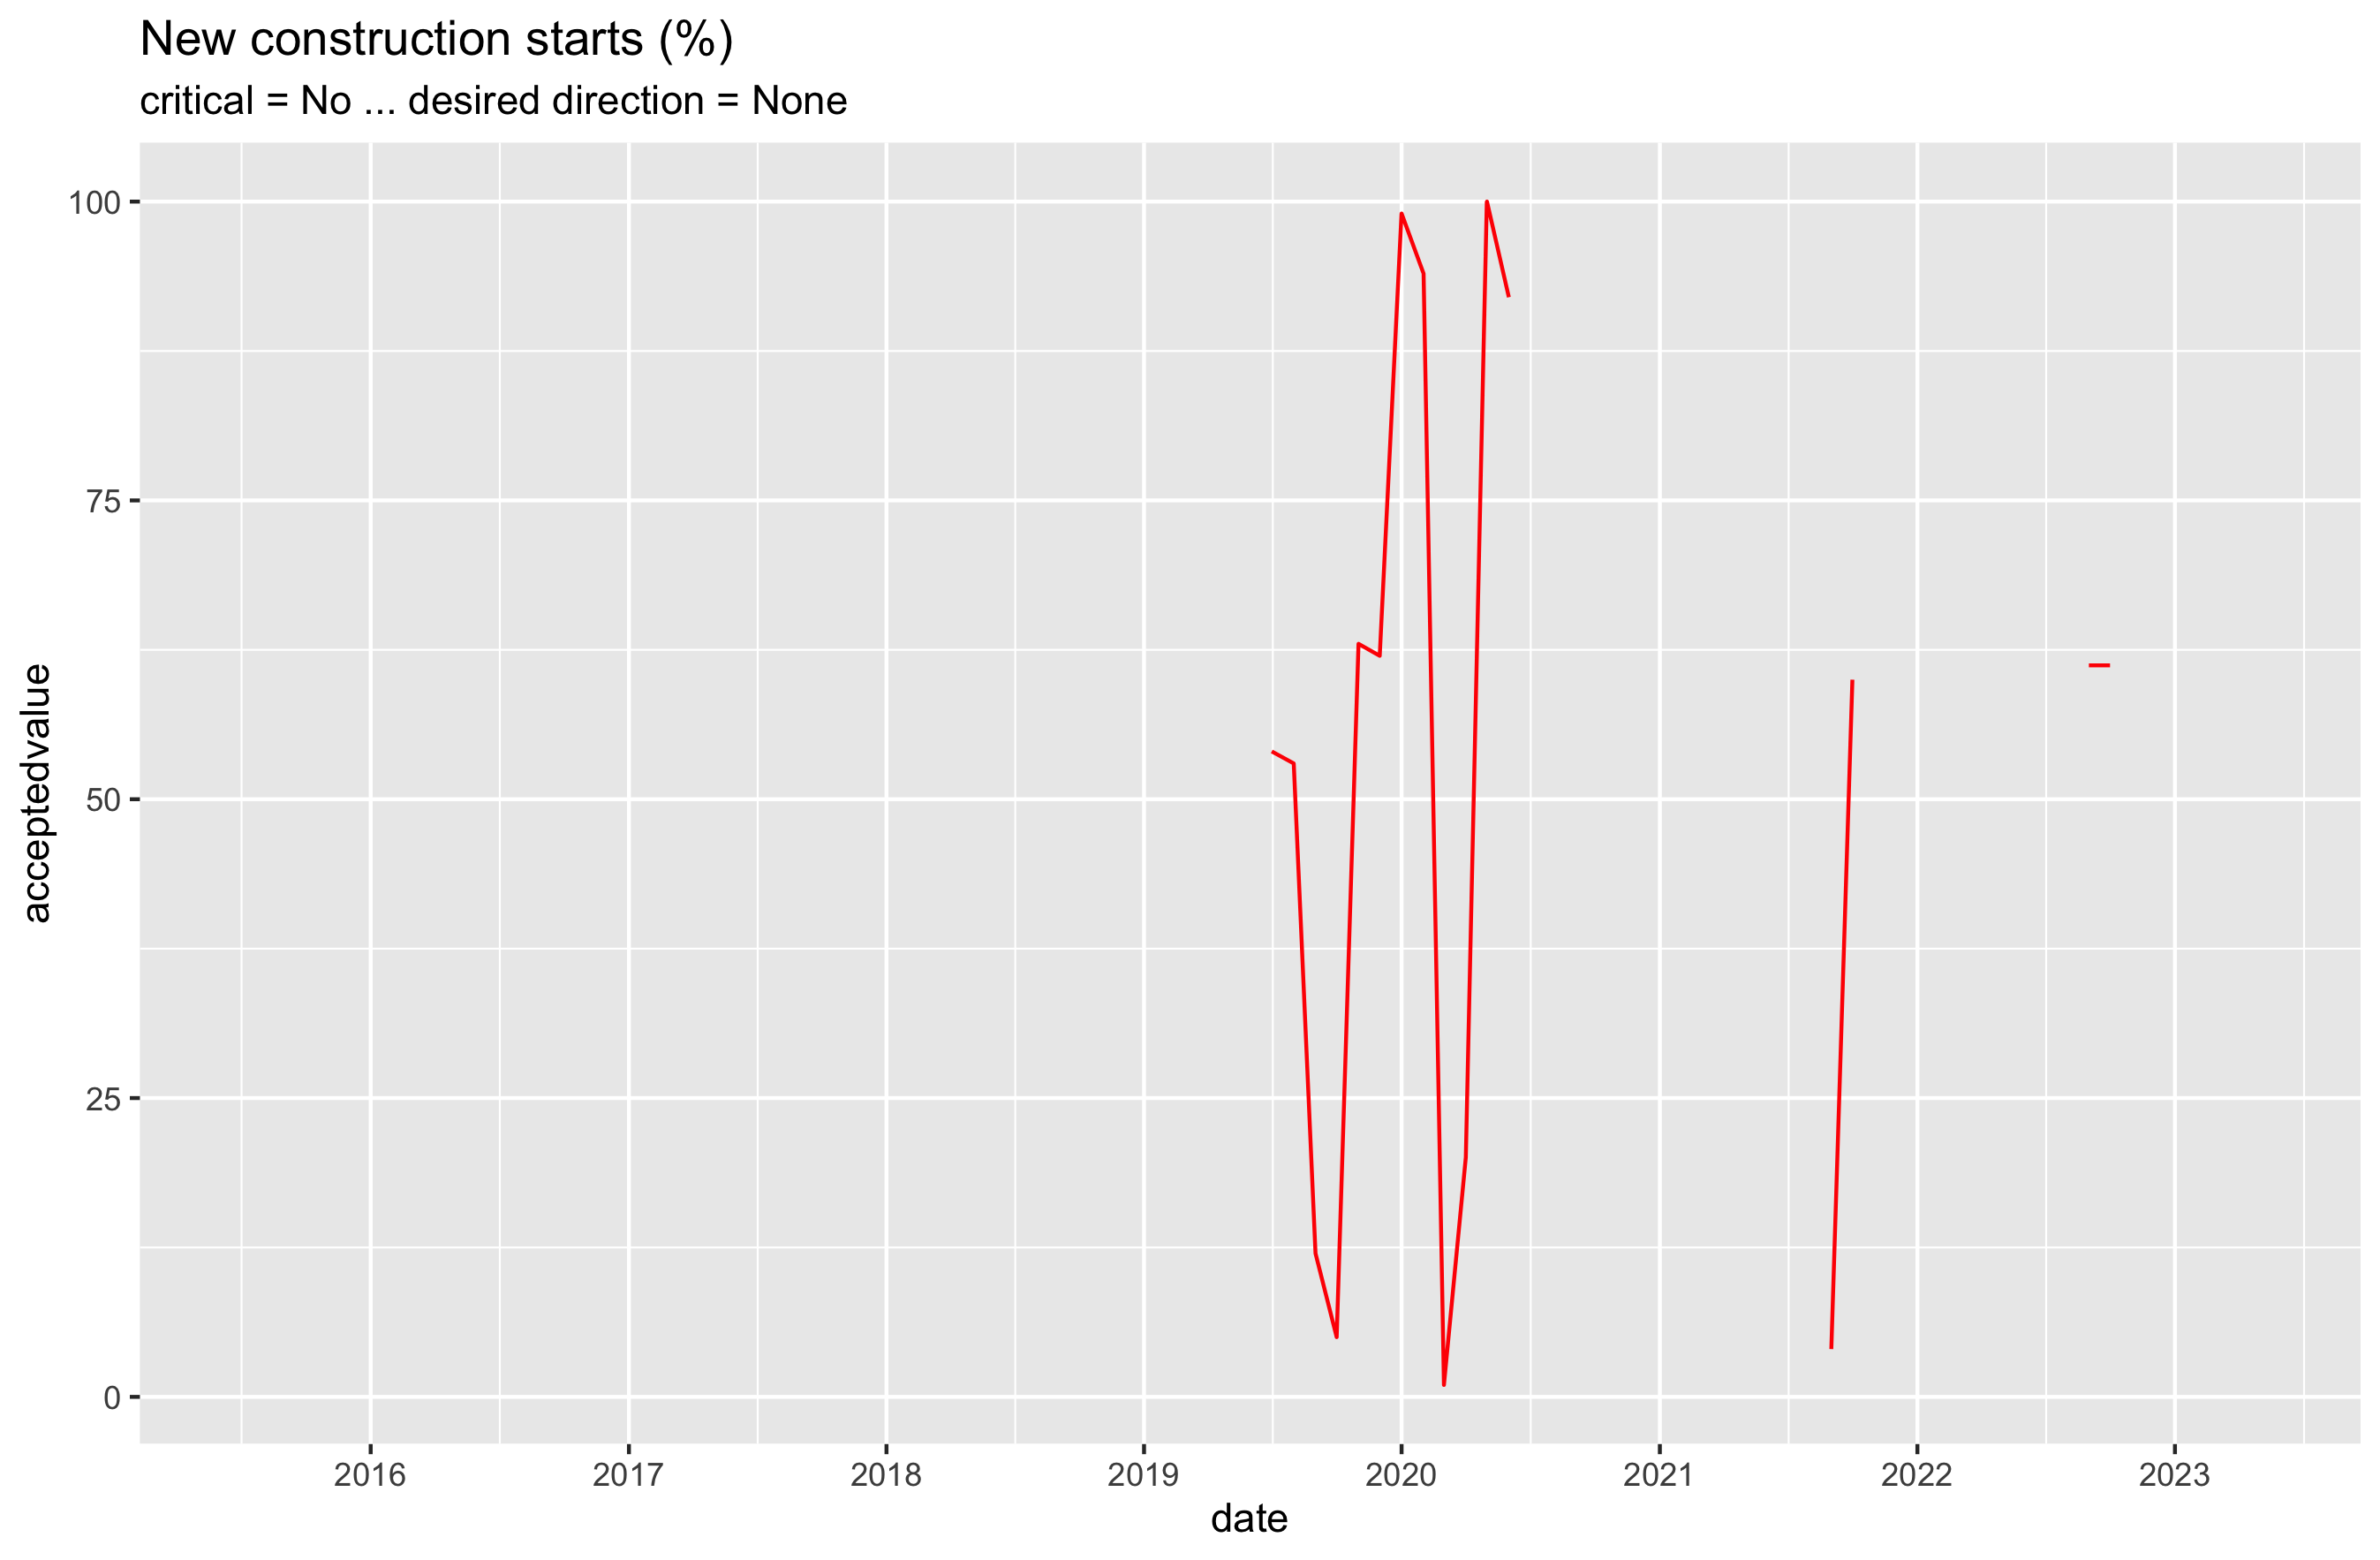 New construction starts (%)
critical = No ... desired direction = None
100
75
50
25
0
acceptedvalue
2016 2017 2018 2019 2020 2021 2022 2023
date